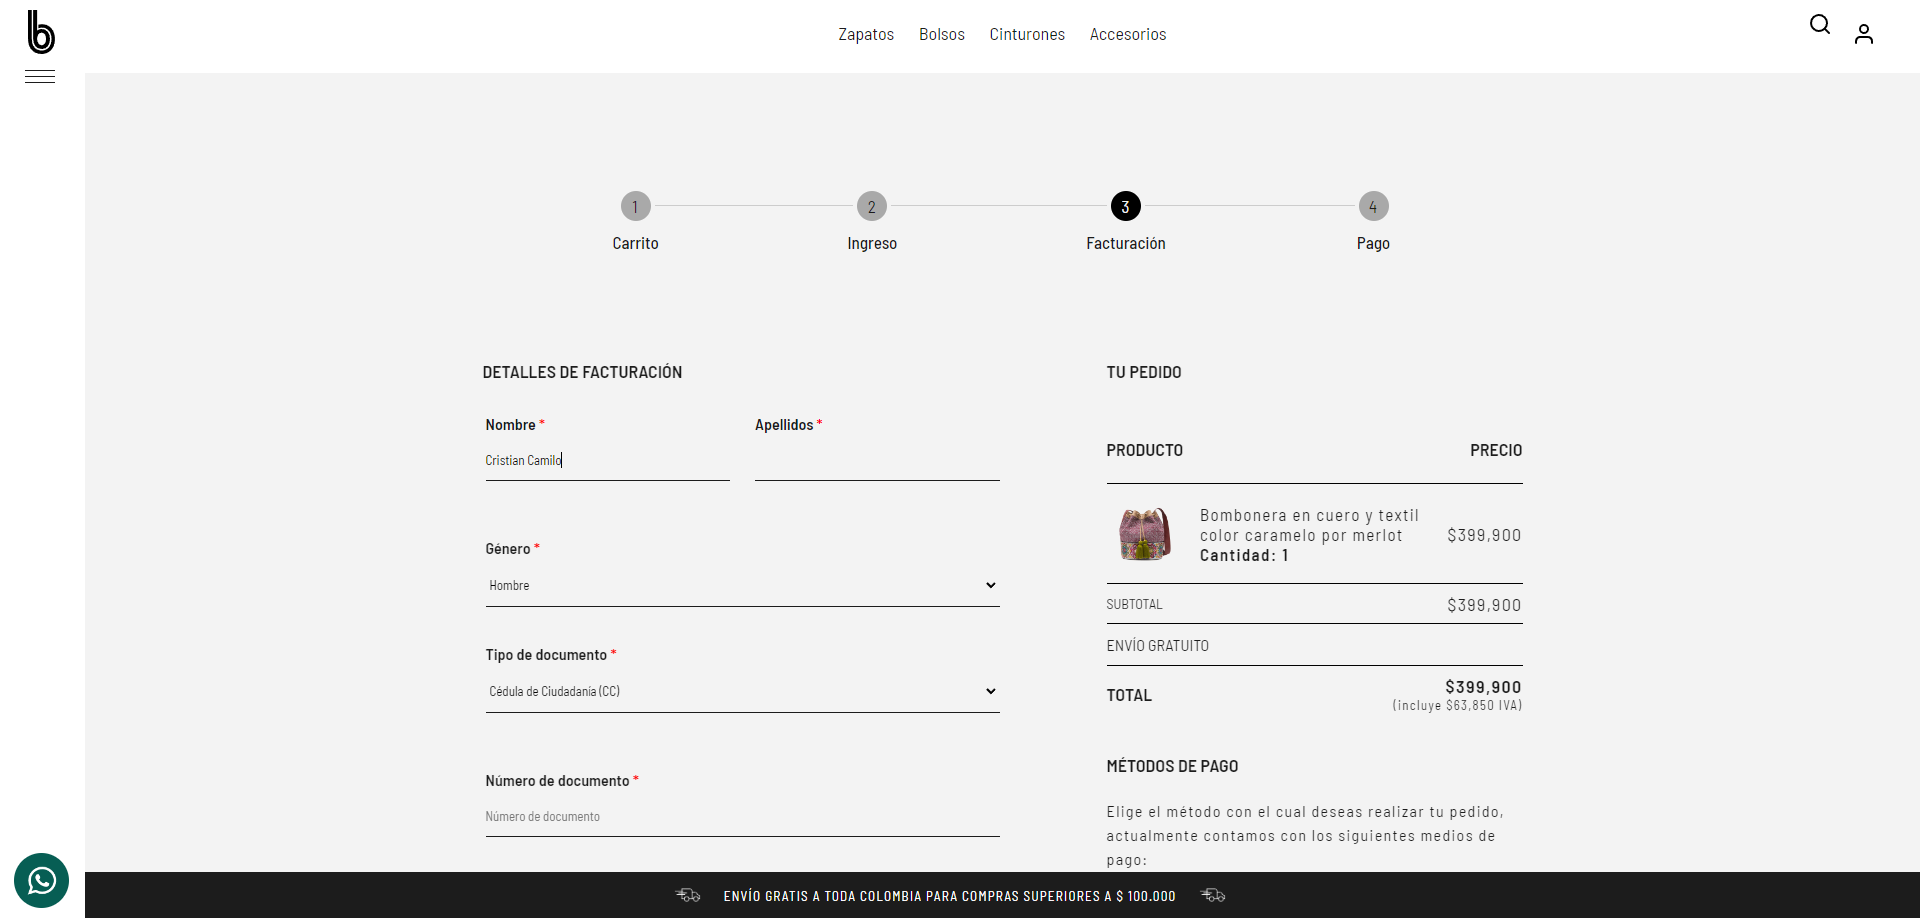 b
Zapatos Bolsos Cinturones Accesorios
1 2 3 4
Carrito Ingreso Facturación Pago
DETALLES DE FACTURACIÓN
Nombre * Apellidos *
Cristian Camilo
Género *
Hombre
Tipo de documento *
Cédula de Ciudadanía (CC)
Número de documento *
Número de documento
TU PEDIDO
PRODUCTO PRECIO
Bombonera en cuero y textil
color caramelo por merlot $399,900
Cantidad: 1
SUBTOTAL $399,900
ENVÍO GRATUITO
TOTAL $399,900
(incluye $63,850 IVA)
MÉTODOS DE PAGO
Elige el método con el cual deseas realizar tu pedido,
actualmente contamos con los siguientes medios de
pago:
ENVÍO GRATIS A TODA COLOMBIA PARA COMPRAS SUPERIORES A $ 100.000